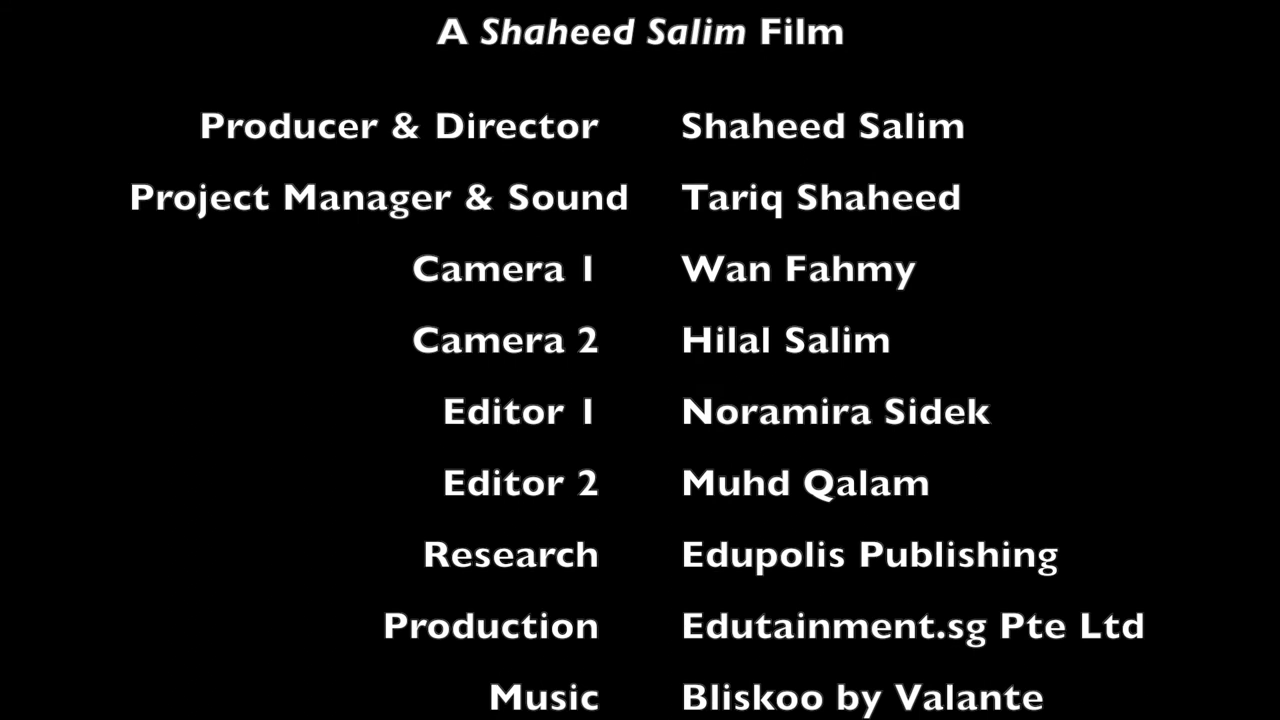 A Shaheed Salim Film
Producer & Director Shaheed Salim
Project Manager & Sound Tariq Shaheed
Camera 1 Wan Fahmy
Camera 2 Hilal Salim
Editor 1 Noramira Sidek
Editor 2 Muhd Qalam
Research Edupolis Publishing
Production Edutainment.sg Pte Ltd
Music Bliskoo by Valante